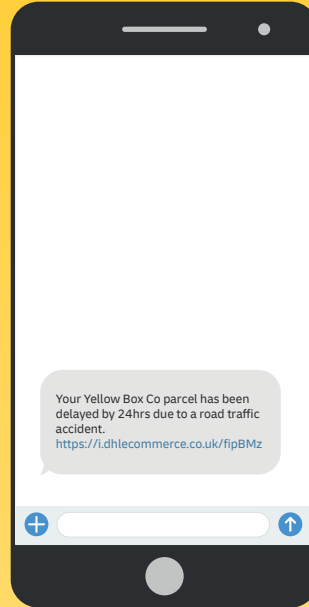 Your Yellow Box Co parcel has been
delayed by 24hrs due to a road traffic
accident.
https://i.dhlecommerce.co.uk/fipBMz